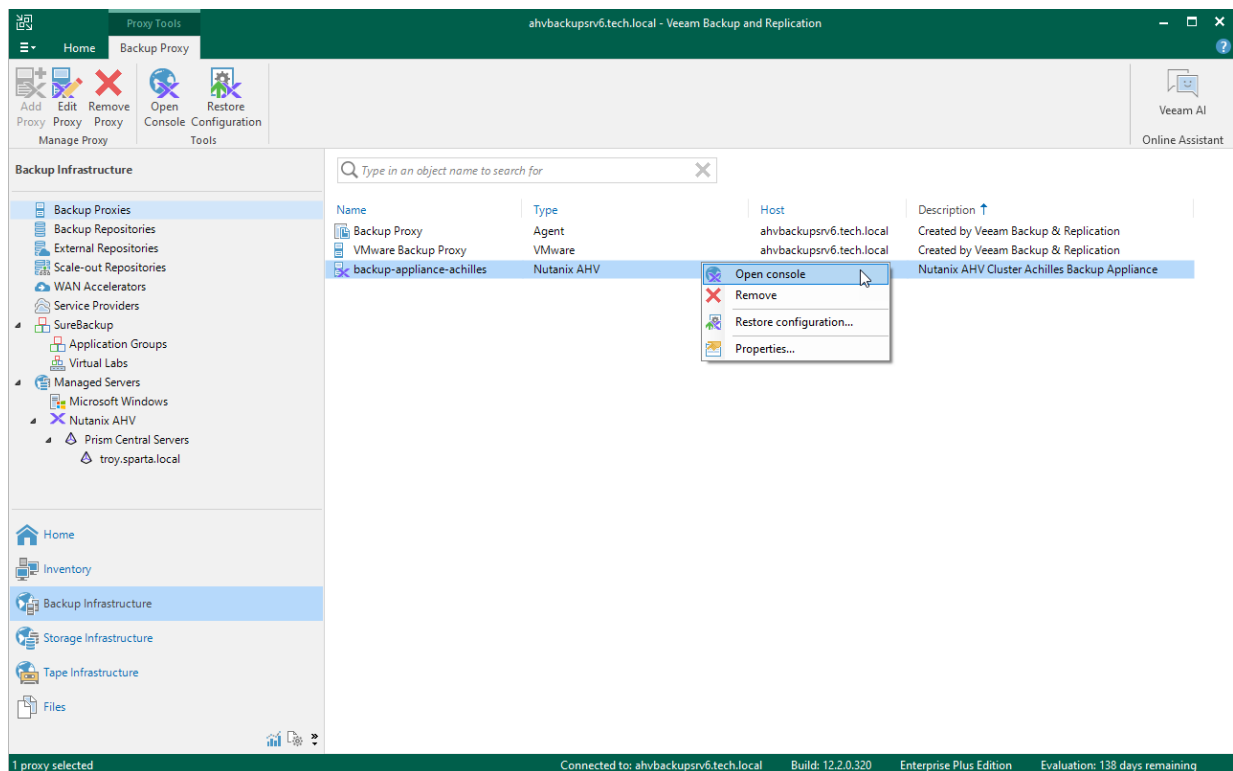 Proxy Tools
ahvbackupsrv6.tech.local - Veeam Backup and Replication
Home
Backup Proxy
Add Proxy
Edit Proxy
Remove Proxy
Open Console
Restore Configuration
Manage Proxy
Tools
Veeam AI
Online Assistant
Backup Infrastructure
Type in an object name to search for
Backup Proxies
Backup Repositories
External Repositories
Scale-out Repositories
WAN Accelerators
Service Providers
SureBackup
Application Groups
Virtual Labs
Managed Servers
Microsoft Windows
Nutanix AHV
Prism Central Servers
troy.sparta.local
Name Type Host Description
Backup Proxy Agent ahvbackupsrv6.tech.local Created by Veeam Backup & Replication
VMware Backup Proxy VMware ahvbackupsrv6.tech.local Created by Veeam Backup & Replication
backup-appliance-achilles Nutanix AHV Nutanix AHV Cluster Achilles Backup Appliance
Open console
Remove
Restore configuration...
Properties...
Home
Inventory
Backup Infrastructure
Storage Infrastructure
Tape Infrastructure
Files
1 proxy selected
Connected to: ahvbackupsrv6.tech.local Build: 12.2.0.320 Enterprise Plus Edition Evaluation: 138 days remaining